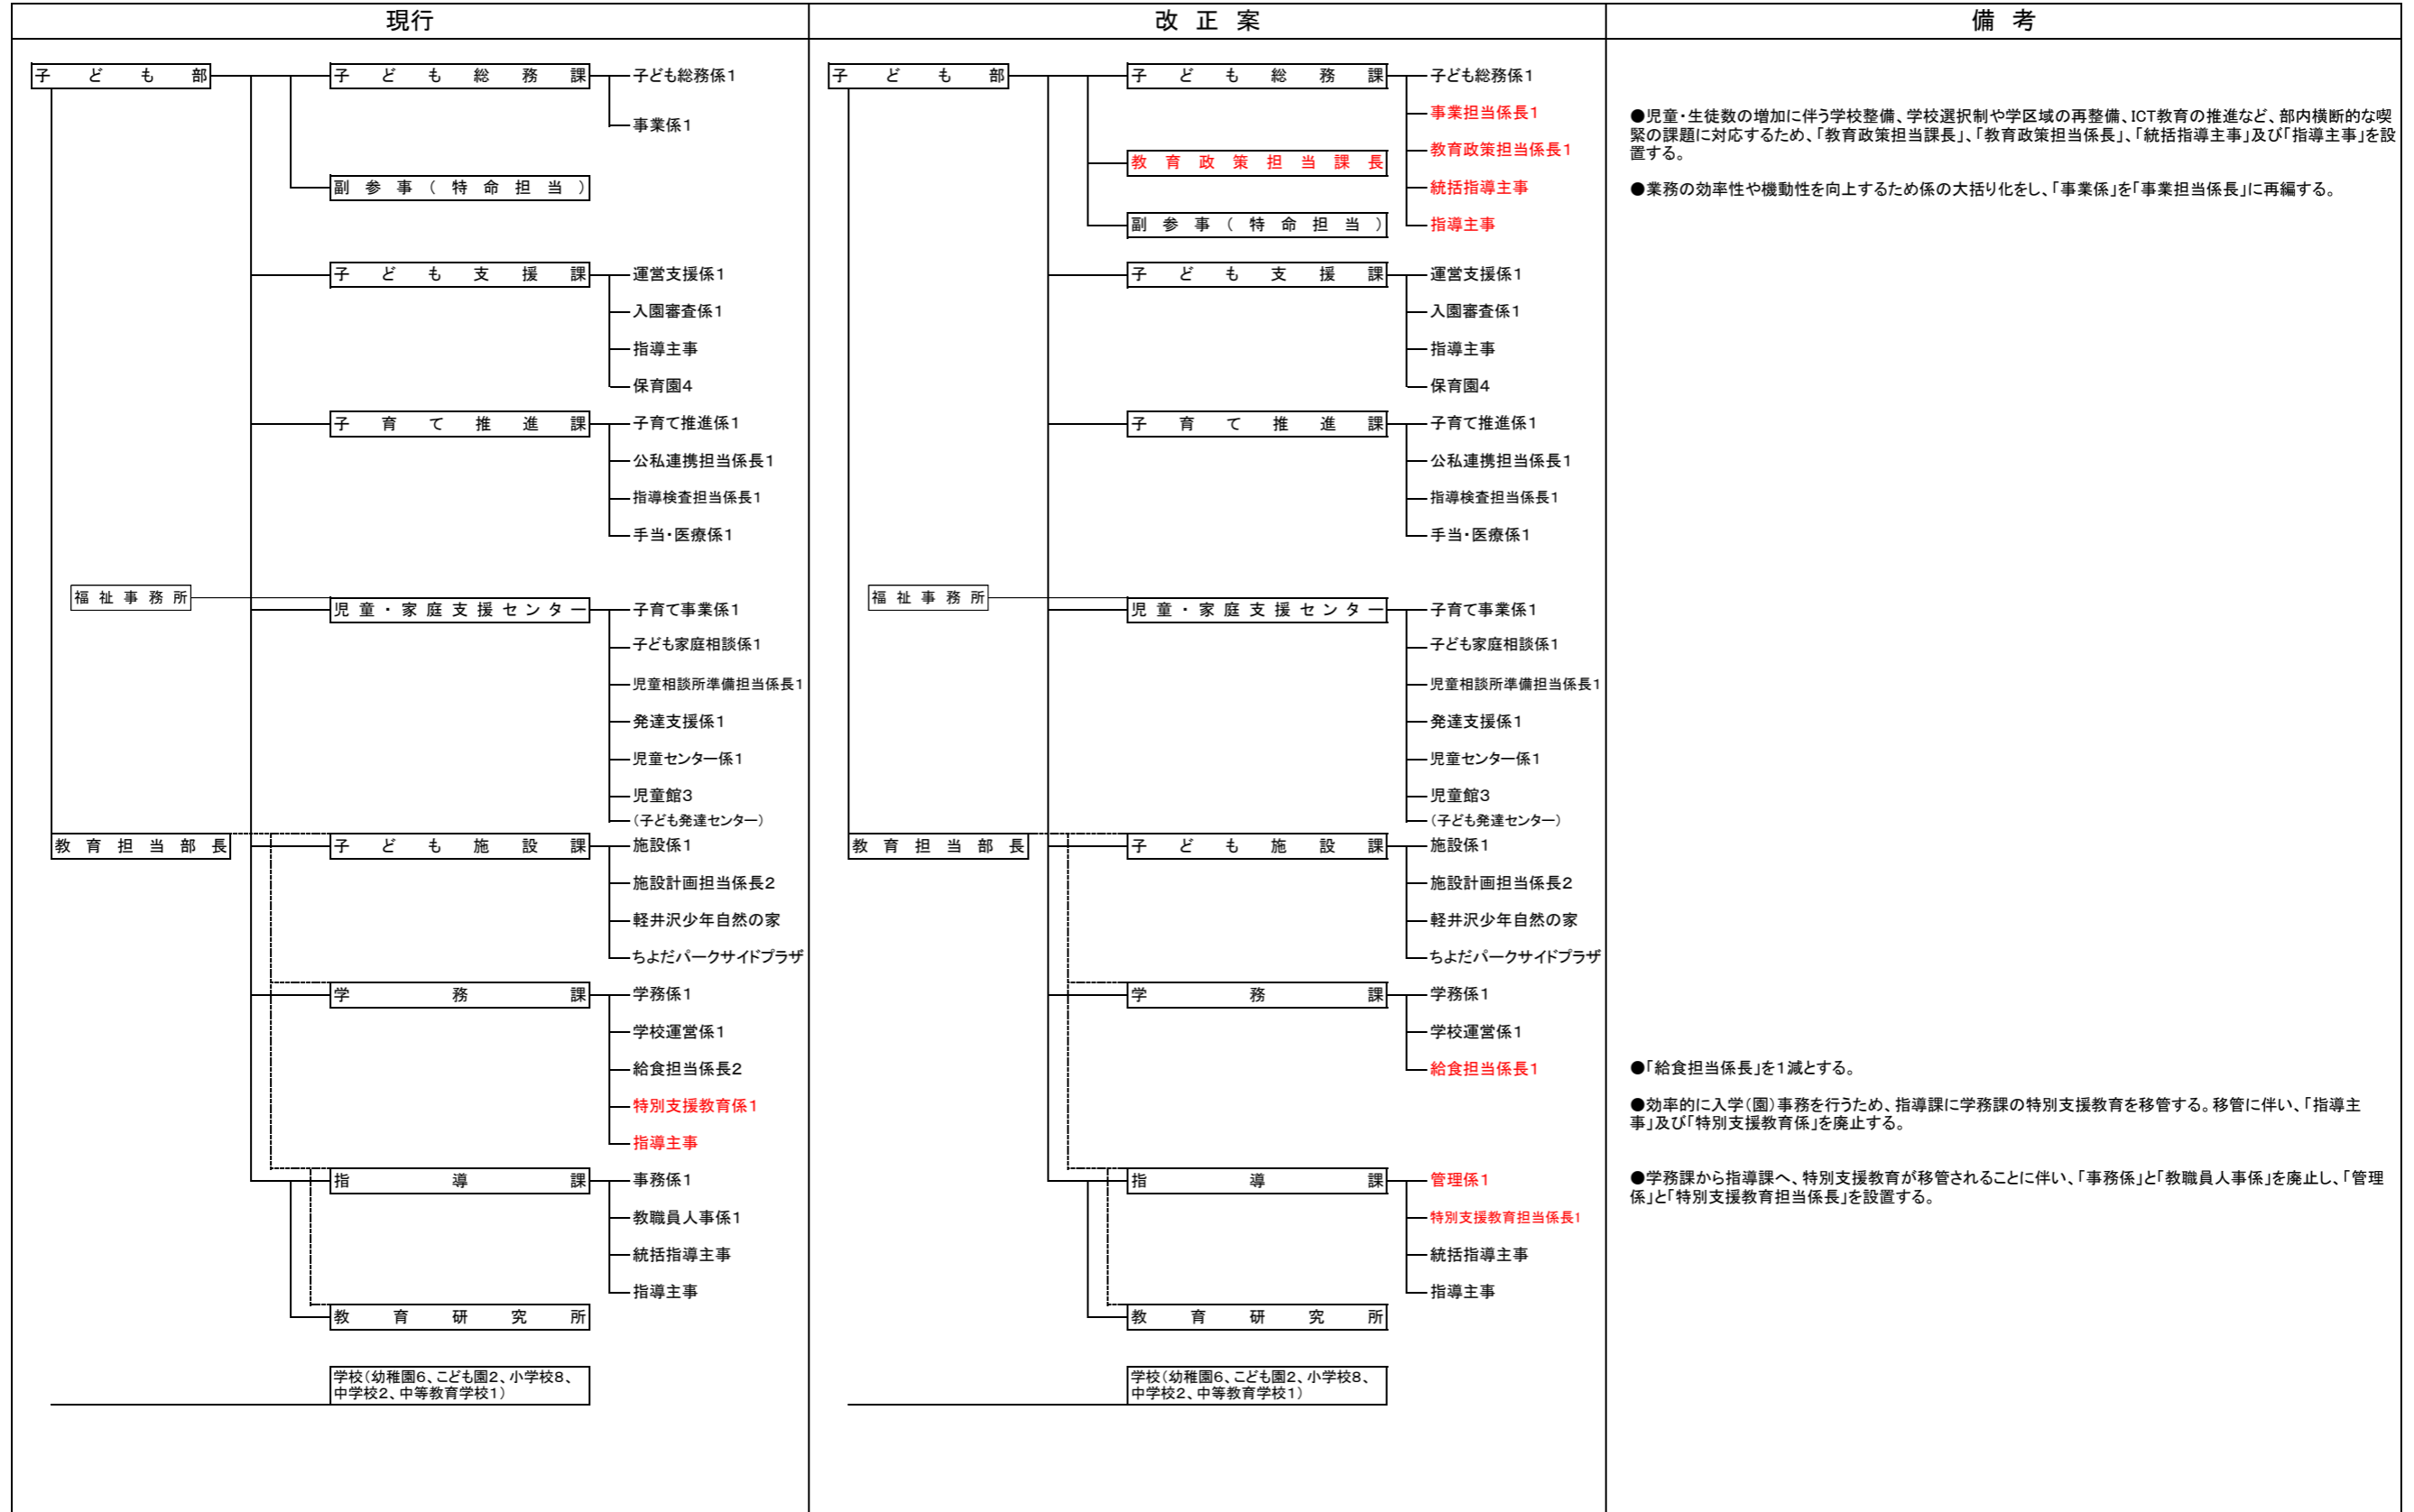 現行
子ども部
子ども総務課
子ども総務係1
事業係1
副参事(特命担当)
子ども支援課
運営支援係1
入園審査係1
指導主事
保育園4
子育て推進課
子育て推進係1
公私連携担当係長1
指導検査担当係長1
手当・医療係1
福祉事務所
児童・家庭支援センター
子育て事業係1
子ども家庭相談係1
児童相談所準備担当係長1
発達支援係1
児童センター係1
児童館3
(子ども発達センター)
教育担当部長
子ども施設課
施設係1
施設計画担当係長2
軽井沢少年自然の家
ちよだパークサイドプラザ
学務課
学務係1
学校運営係1
給食担当係長2
特別支援教育係1
指導主事
指導課
事務係1
教職員人事係1
統括指導主事
指導主事
教育研究所
学校(幼稚園6、こども園2、小学校8、
中学校2、中等教育学校1)
改正案
子ども部
子ども総務課
子ども総務係1
事業担当係長1
教育政策担当課長
教育政策担当係長1
統括指導主事
副参事(特命担当)
指導主事
子ども支援課
運営支援係1
入園審査係1
指導主事
保育園4
子育て推進課
子育て推進係1
公私連携担当係長1
指導検査担当係長1
手当・医療係1
福祉事務所
児童・家庭支援センター
子育て事業係1
子ども家庭相談係1
児童相談所準備担当係長1
発達支援係1
児童センター係1
児童館3
(子ども発達センター)
教育担当部長
子ども施設課
施設係1
施設計画担当係長2
軽井沢少年自然の家
ちよだパークサイドプラザ
学務課
学務係1
学校運営係1
給食担当係長1
指導課
管理係1
特別支援教育担当係長1
統括指導主事
指導主事
教育研究所
学校(幼稚園6、こども園2、小学校8、
中学校2、中等教育学校1)
備考
●児童・生徒数の増加に伴う学校整備、学校選択制や学区域の再整備、ICT教育の推進など、部内横断的な喫
緊の課題に対応するため、「教育政策担当課長」、「教育政策担当係長」、「統括指導主事」及び「指導主事」を設
置する。
●業務の効率性や機動性を向上するため係の大括り化をし、「事業係」を「事業担当係長」に再編する。
●「給食担当係長」を1減とする。
●効率的に入学(園)事務を行うため、指導課に学務課の特別支援教育を移管する。移管に伴い、「指導主
事」及び「特別支援教育係」を廃止する。
●学務課から指導課へ、特別支援教育が移管されることに伴い、「事務係」と「教職員人事係」を廃止し、「管理
係」と「特別支援教育担当係長」を設置する。